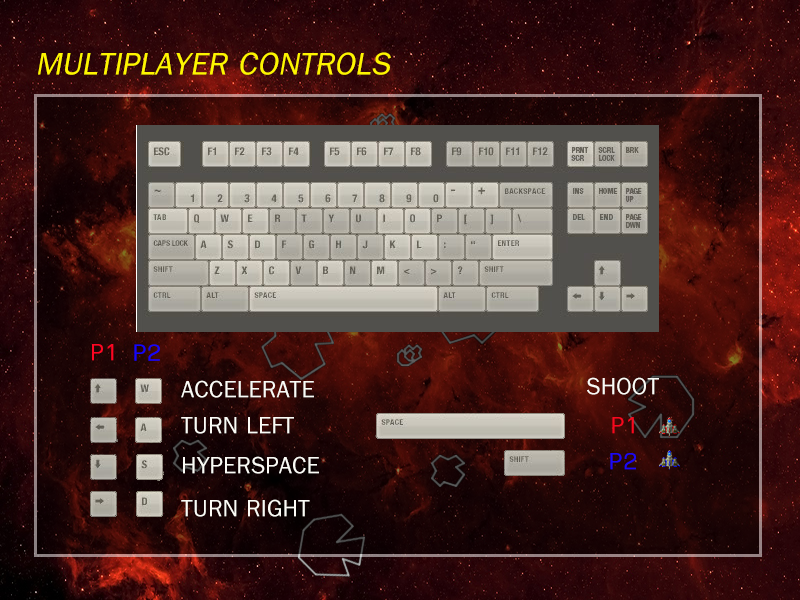 MULTIPLAYER CONTROLS
ESC F1 F2 F3 F4 F5 F6 F7 F8 F9 F10 F11 F12 PRNT SCR SCRL LOCK BRK
~ 1 2 3 4 5 6 7 8 9 0 - + BACKSPACE INS HOME PAGE UP
TAB Q W E R T Y U I O P [ ] \ DEL END PAGE DWN
CAPS LOCK A S D F G H J K L : " ENTER
SHIFT Z X C V B N M < > ? SHIFT ↑
CTRL ALT SPACE ALT CTRL ← ↓ →
P1 P2
↑ W ACCELERATE
SHOOT
← A TURN LEFT
SPACE P1
↓ S HYPERSPACE
SHIFT P2
→ D TURN RIGHT